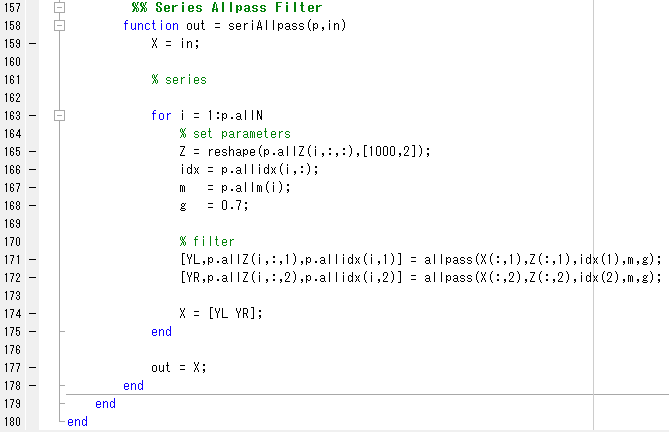 157 %% Series Allpass Filter
158 function out = seriAllpass(p,in)
159 – X = in;
160
161 % series
162
163 – for i = 1:p.allN
164 % set parameters
165 – Z = reshape(p.allZ(i,:,:),[1000,2]);
166 – idx = p.allidx(i,:);
167 – m = p.allm(i);
168 – g = 0.7;
169
170 % filter
171 – [YL,p.allZ(i,:,1),p.allidx(i,1)] = allpass(X(:,1),Z(:,1),idx(1),m,g);
172 – [YR,p.allZ(i,:,2),p.allidx(i,2)] = allpass(X(:,2),Z(:,2),idx(2),m,g);
173
174 – X = [YL YR];
175 – end
176
177 – out = X;
178 – end
179 – end
180 – end